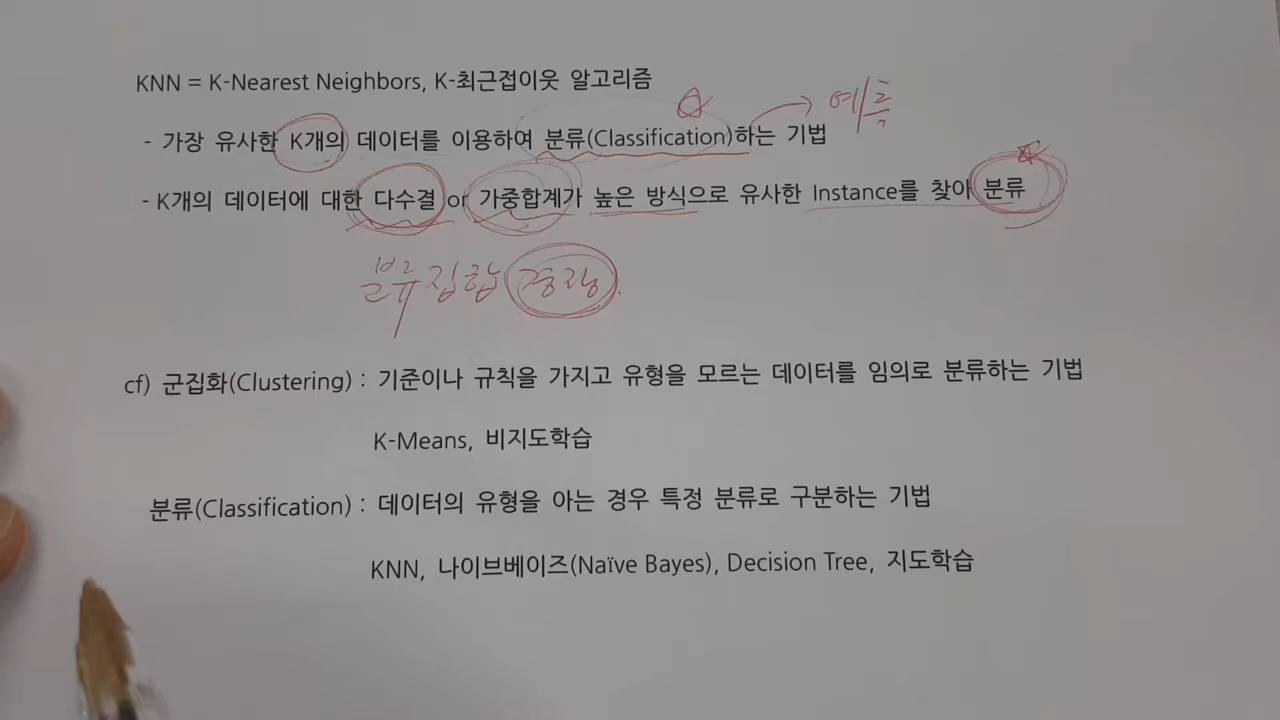 KNN = K-Nearest Neighbors, K-최근접이웃 알고리즘
- 가장 유사한 K개의 데이터를 이용하여 분류(Classification)하는 기법
예측
- K개의 데이터에 대한 다수결 or 가중합계가 높은 방식으로 유사한 Instance를 찾아 분류
분류집합
cf) 군집화(Clustering) : 기준이나 규칙을 가지고 유형을 모르는 데이터를 임의로 분류하는 기법
K-Means, 비지도학습
분류(Classification) : 데이터의 유형을 아는 경우 특정 분류로 구분하는 기법
KNN, 나이브베이즈(Naïve Bayes), Decision Tree, 지도학습